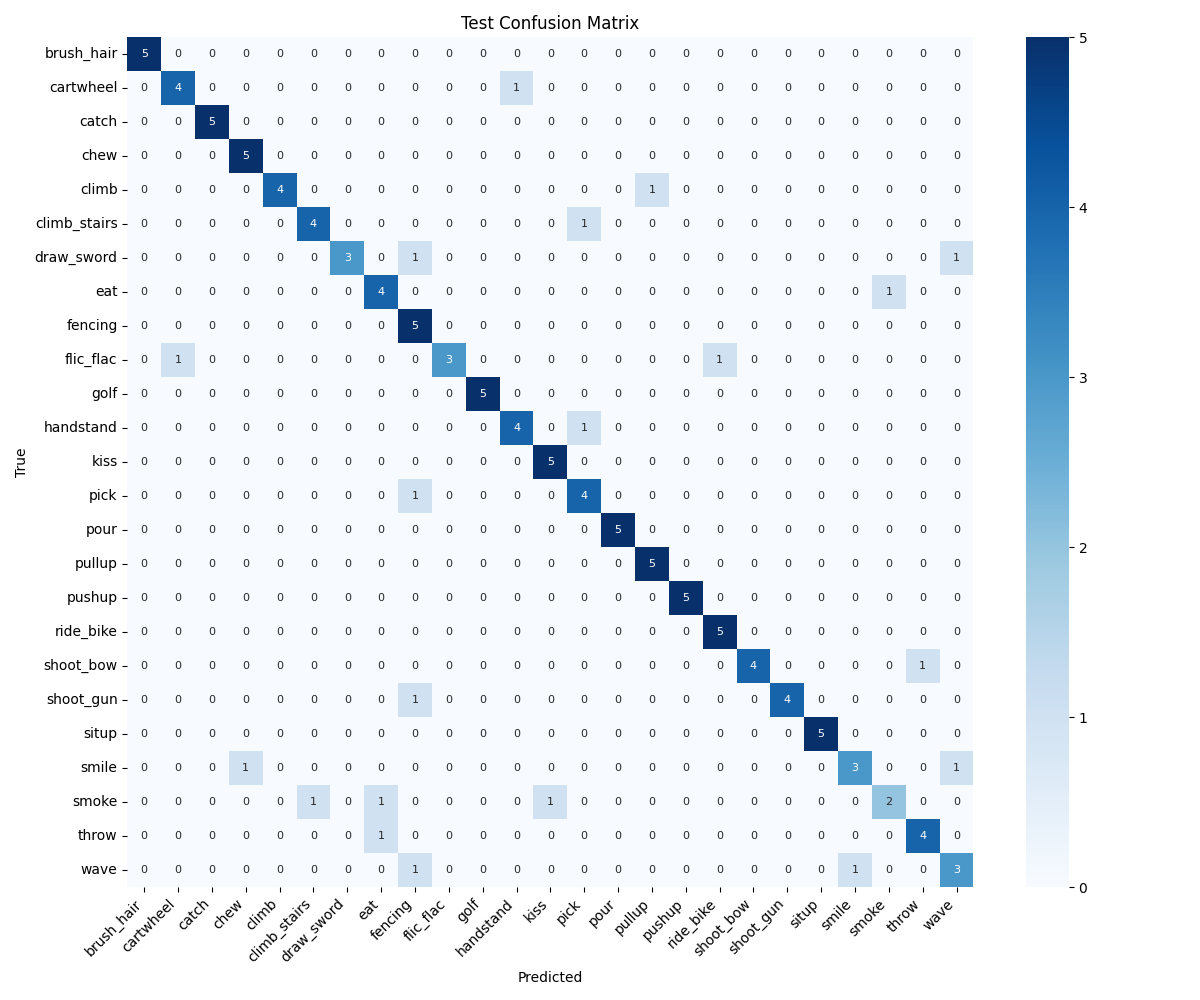 Test Confusion Matrix
brush_hair 5 0 0 0 0 0 0 0 0 0 0 0 0 0 0 0 0 0 0 0 0 0 0 0 0
cartwheel 0 4 0 0 0 0 0 0 0 0 0 1 0 0 0 0 0 0 0 0 0 0 0 0 0
catch 0 0 5 0 0 0 0 0 0 0 0 0 0 0 0 0 0 0 0 0 0 0 0 0 0
chew 0 0 0 5 0 0 0 0 0 0 0 0 0 0 0 0 0 0 0 0 0 0 0 0 0
climb 0 0 0 0 4 0 0 0 0 0 0 0 0 0 0 1 0 0 0 0 0 0 0 0 0
climb_stairs 0 0 0 0 0 4 0 0 0 0 0 0 0 1 0 0 0 0 0 0 0 0 0 0 0
draw_sword 0 0 0 0 0 0 3 0 1 0 0 0 0 0 0 0 0 0 0 0 0 0 0 0 1
eat 0 0 0 0 0 0 0 4 0 0 0 0 0 0 0 0 0 0 0 0 0 0 1 0 0
fencing 0 0 0 0 0 0 0 0 5 0 0 0 0 0 0 0 0 0 0 0 0 0 0 0 0
flic_flac 0 1 0 0 0 0 0 0 0 3 0 0 0 0 0 0 0 1 0 0 0 0 0 0 0
golf 0 0 0 0 0 0 0 0 0 0 5 0 0 0 0 0 0 0 0 0 0 0 0 0 0
handstand 0 0 0 0 0 0 0 0 0 0 0 4 0 1 0 0 0 0 0 0 0 0 0 0 0
kiss 0 0 0 0 0 0 0 0 0 0 0 0 5 0 0 0 0 0 0 0 0 0 0 0 0
pick 0 0 0 0 0 0 0 0 1 0 0 0 0 4 0 0 0 0 0 0 0 0 0 0 0
pour 0 0 0 0 0 0 0 0 0 0 0 0 0 0 5 0 0 0 0 0 0 0 0 0 0
pullup 0 0 0 0 0 0 0 0 0 0 0 0 0 0 0 5 0 0 0 0 0 0 0 0 0
pushup 0 0 0 0 0 0 0 0 0 0 0 0 0 0 0 0 5 0 0 0 0 0 0 0 0
ride_bike 0 0 0 0 0 0 0 0 0 0 0 0 0 0 0 0 0 5 0 0 0 0 0 0 0
shoot_bow 0 0 0 0 0 0 0 0 0 0 0 0 0 0 0 0 0 0 4 0 0 0 0 1 0
shoot_gun 0 0 0 0 0 0 0 0 1 0 0 0 0 0 0 0 0 0 0 4 0 0 0 0 0
situp 0 0 0 0 0 0 0 0 0 0 0 0 0 0 0 0 0 0 0 0 5 0 0 0 0
smile 0 0 0 1 0 0 0 0 0 0 0 0 0 0 0 0 0 0 0 0 0 3 0 0 1
smoke 0 0 0 0 0 1 0 1 0 0 0 0 1 0 0 0 0 0 0 0 0 0 2 0 0
throw 0 0 0 0 0 0 0 1 0 0 0 0 0 0 0 0 0 0 0 0 0 0 0 4 0
wave 0 0 0 0 0 0 0 0 1 0 0 0 0 0 0 0 0 0 0 0 0 1 0 0 3
True
brush_hair cartwheel catch chew climb climb_stairs draw_sword eat fencing flic_flac golf handstand kiss pick pour pullup pushup ride_bike shoot_bow shoot_gun situp smile smoke throw wave
Predicted
5
4
3
2
1
0